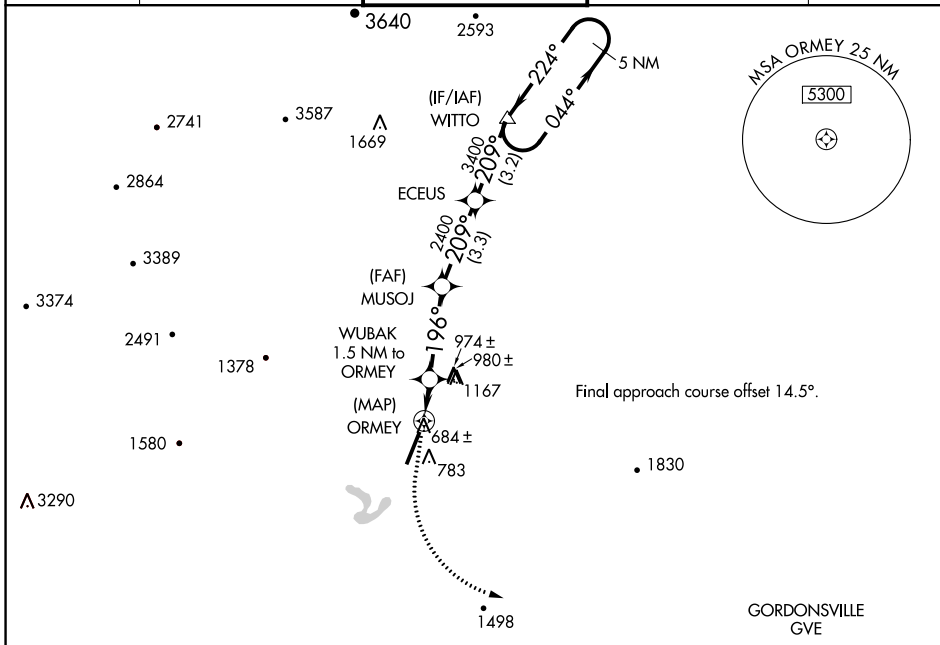 3640
2593
224°
5 NM
044°
MSA ORMEY 25 NM
5300
(IF/IAF)
WITTO
3587
2741
1669
3400
209°
(3.2)
2864
ECEUS
2400
209°
(3.3)
3389
(FAF)
MUSOJ
3374
196°
WUBAK
1.5 NM to
ORMEY
974 ±
980 ±
1167
2491
1378
Final approach course offset 14.5°.
(MAP)
ORMEY
684 ±
783
1580
1830
3290
1498
GORDONSVILLE
GVE